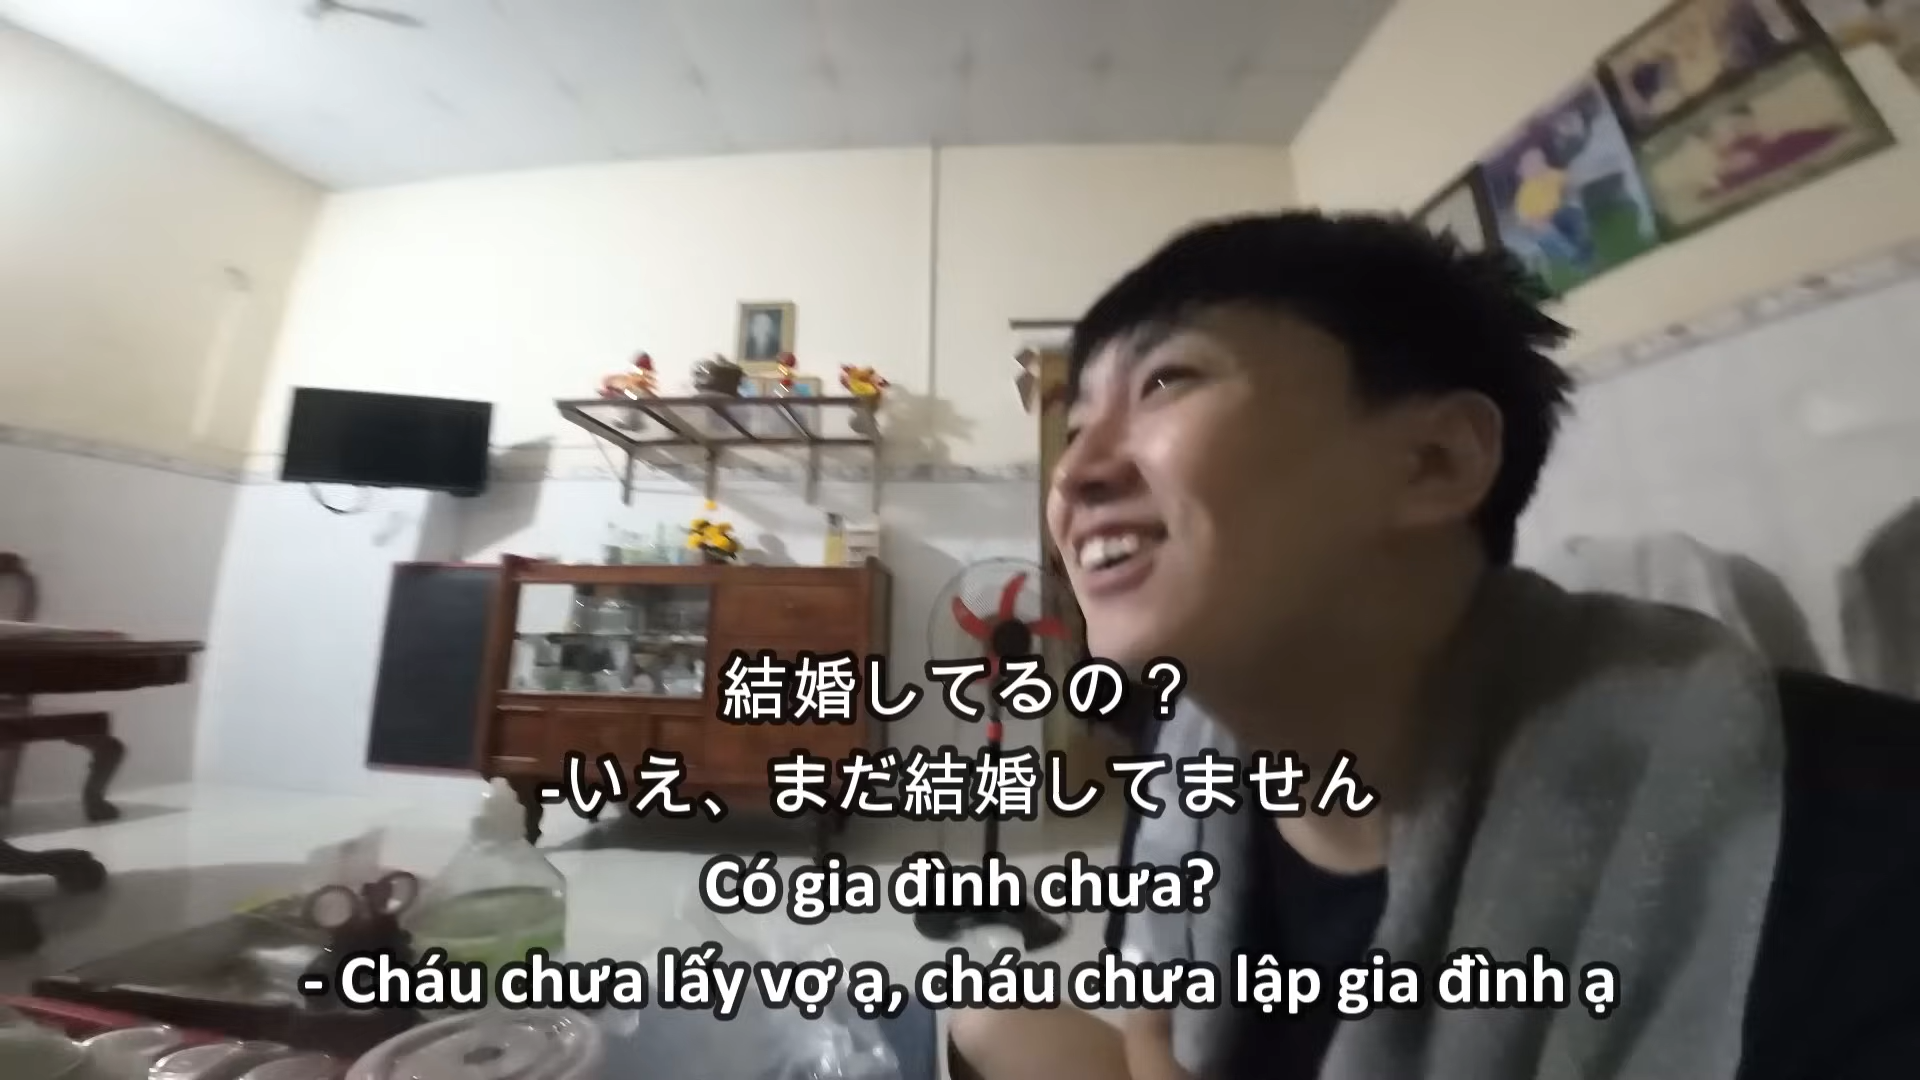 結婚してるの？
-いえ、まだ結婚してません
Có gia đình chưa?
- Cháu chưa lấy vợ ạ, cháu chưa lập gia đình ạ